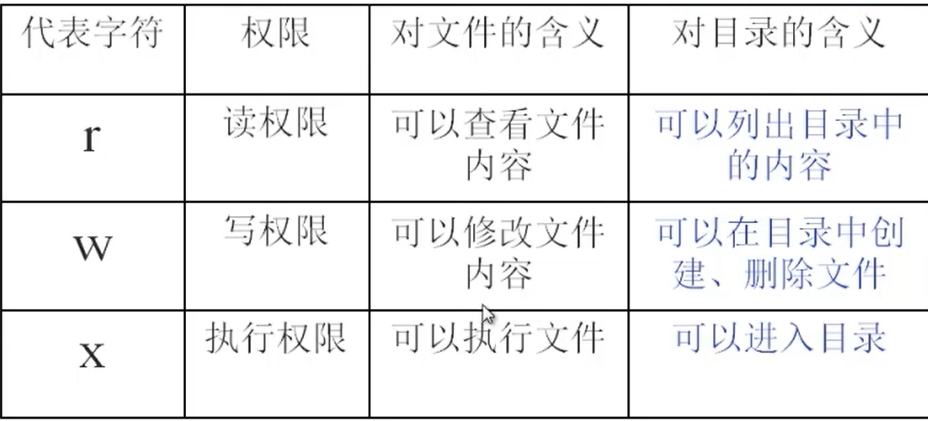 代表字符 权限 对文件的含义 对目录的含义
r 读权限 可以查看文件内容 可以列出目录中的内容
w 写权限 可以修改文件内容 可以在目录中创建、删除文件
x 执行权限 可以执行文件 可以进入目录